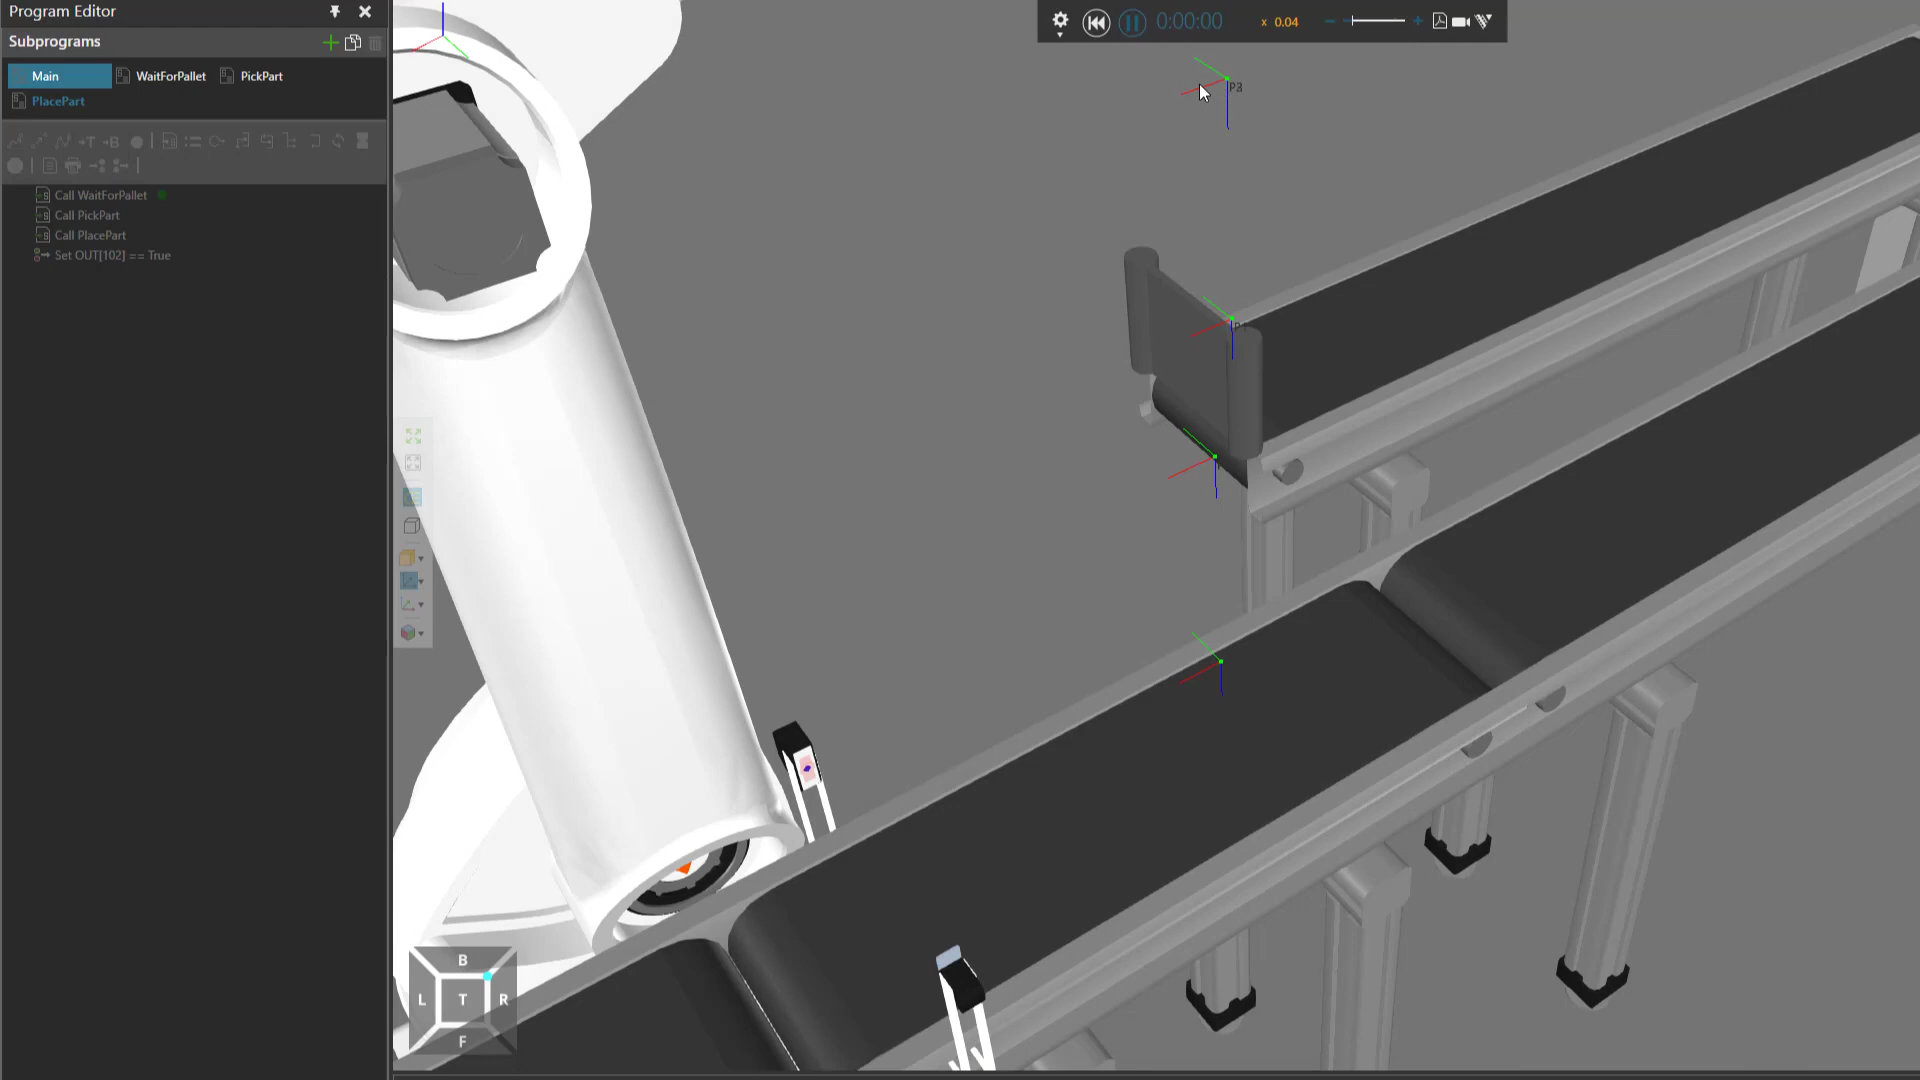 Program Editor
Subprograms
Main
WaitForPallet
PickPart
PlacePart
T
B
Call WaitForPallet
Call PickPart
Call PlacePart
Set OUT[102] == True
0:00:00
x 0.04
P3
B
L
T
R
F